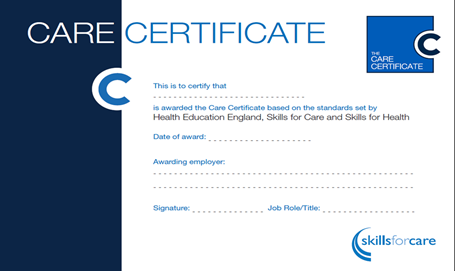 CARE CERTIFICATE
THE
CARE
CERTIFICATE
This is to certify that
is awarded the Care Certificate based on the standards set by
Health Education England, Skills for Care and Skills for Health
Date of award:
Awarding employer:
Signature: Job Role/Title:
skillsforcare